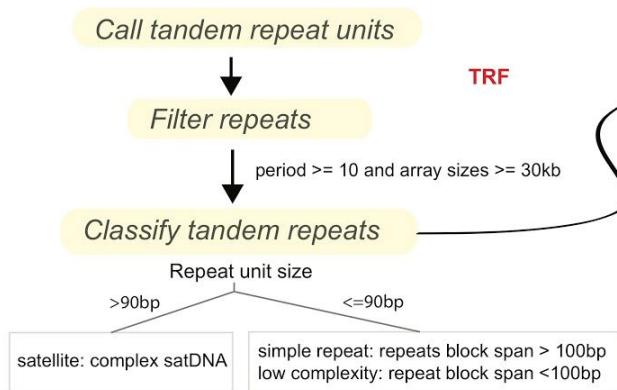 Call tandem repeat units
TRF
Filter repeats
period >= 10 and array sizes >= 30kb
Classify tandem repeats
Repeat unit size
>90bp
<=90bp
satellite: complex satDNA
simple repeat: repeats block span > 100bp
low complexity: repeat block span <100bp